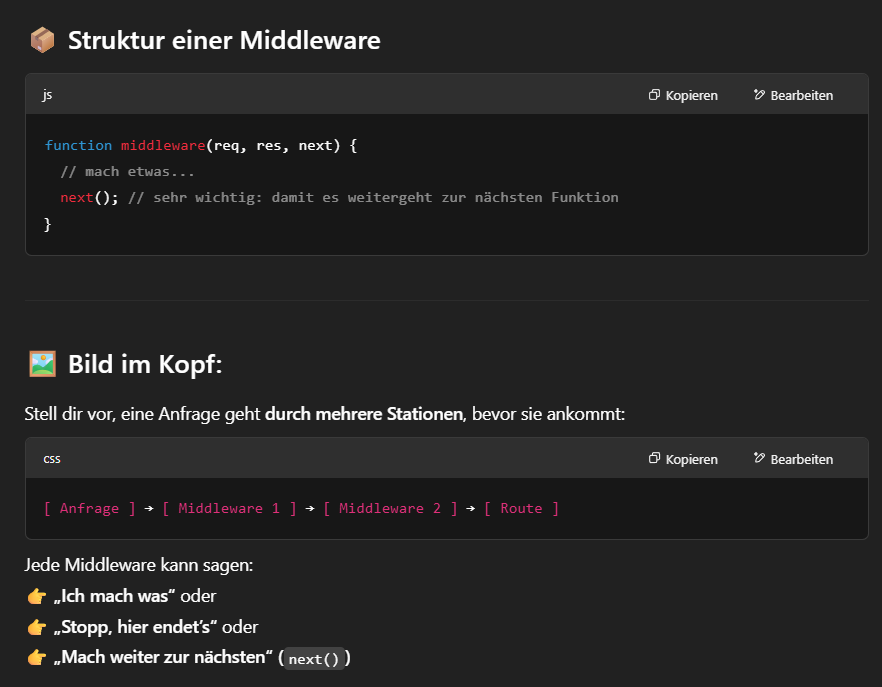 📦 Struktur einer Middleware
js
Kopieren
Bearbeiten
function middleware(req, res, next) {
  // mach etwas...
  next(); // sehr wichtig: damit es weitergeht zur nächsten Funktion
}
🖼️ Bild im Kopf:
Stell dir vor, eine Anfrage geht durch mehrere Stationen, bevor sie ankommt:
css
Kopieren
Bearbeiten
[ Anfrage ] → [ Middleware 1 ] → [ Middleware 2 ] → [ Route ]
Jede Middleware kann sagen:
👉 „Ich mach was“ oder
👉 „Stopp, hier endet’s“ oder
👉 „Mach weiter zur nächsten“ (next())